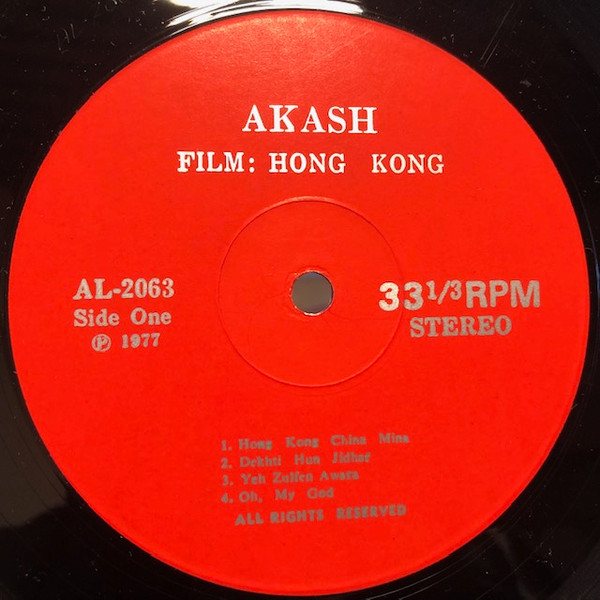 AKASH
FILM: HONG KONG
AL-2063
Side One
℗ 1977
33 1/3 RPM
STEREO
1. Hong Kong China Mina
2. Dekhti Hun Jidhar
3. Yeh Zulfen Awara
4. Oh, My God
ALL RIGHTS RESERVED